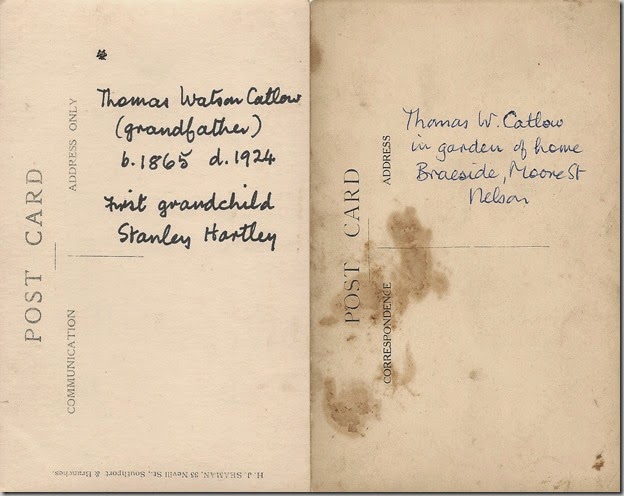 POST CARD
COMMUNICATION
ADDRESS ONLY
Thomas Watson Catlow
(grandfather)
b. 1865 d. 1924
First grandchild
Stanley Hartley
H. J. SEAMAN, 35 Nevill St., Southport & Branches.
POST CARD
CORRESPONDENCE
ADDRESS
Thomas W. Catlow
in garden of home
Braeside, Moore St
Nelson